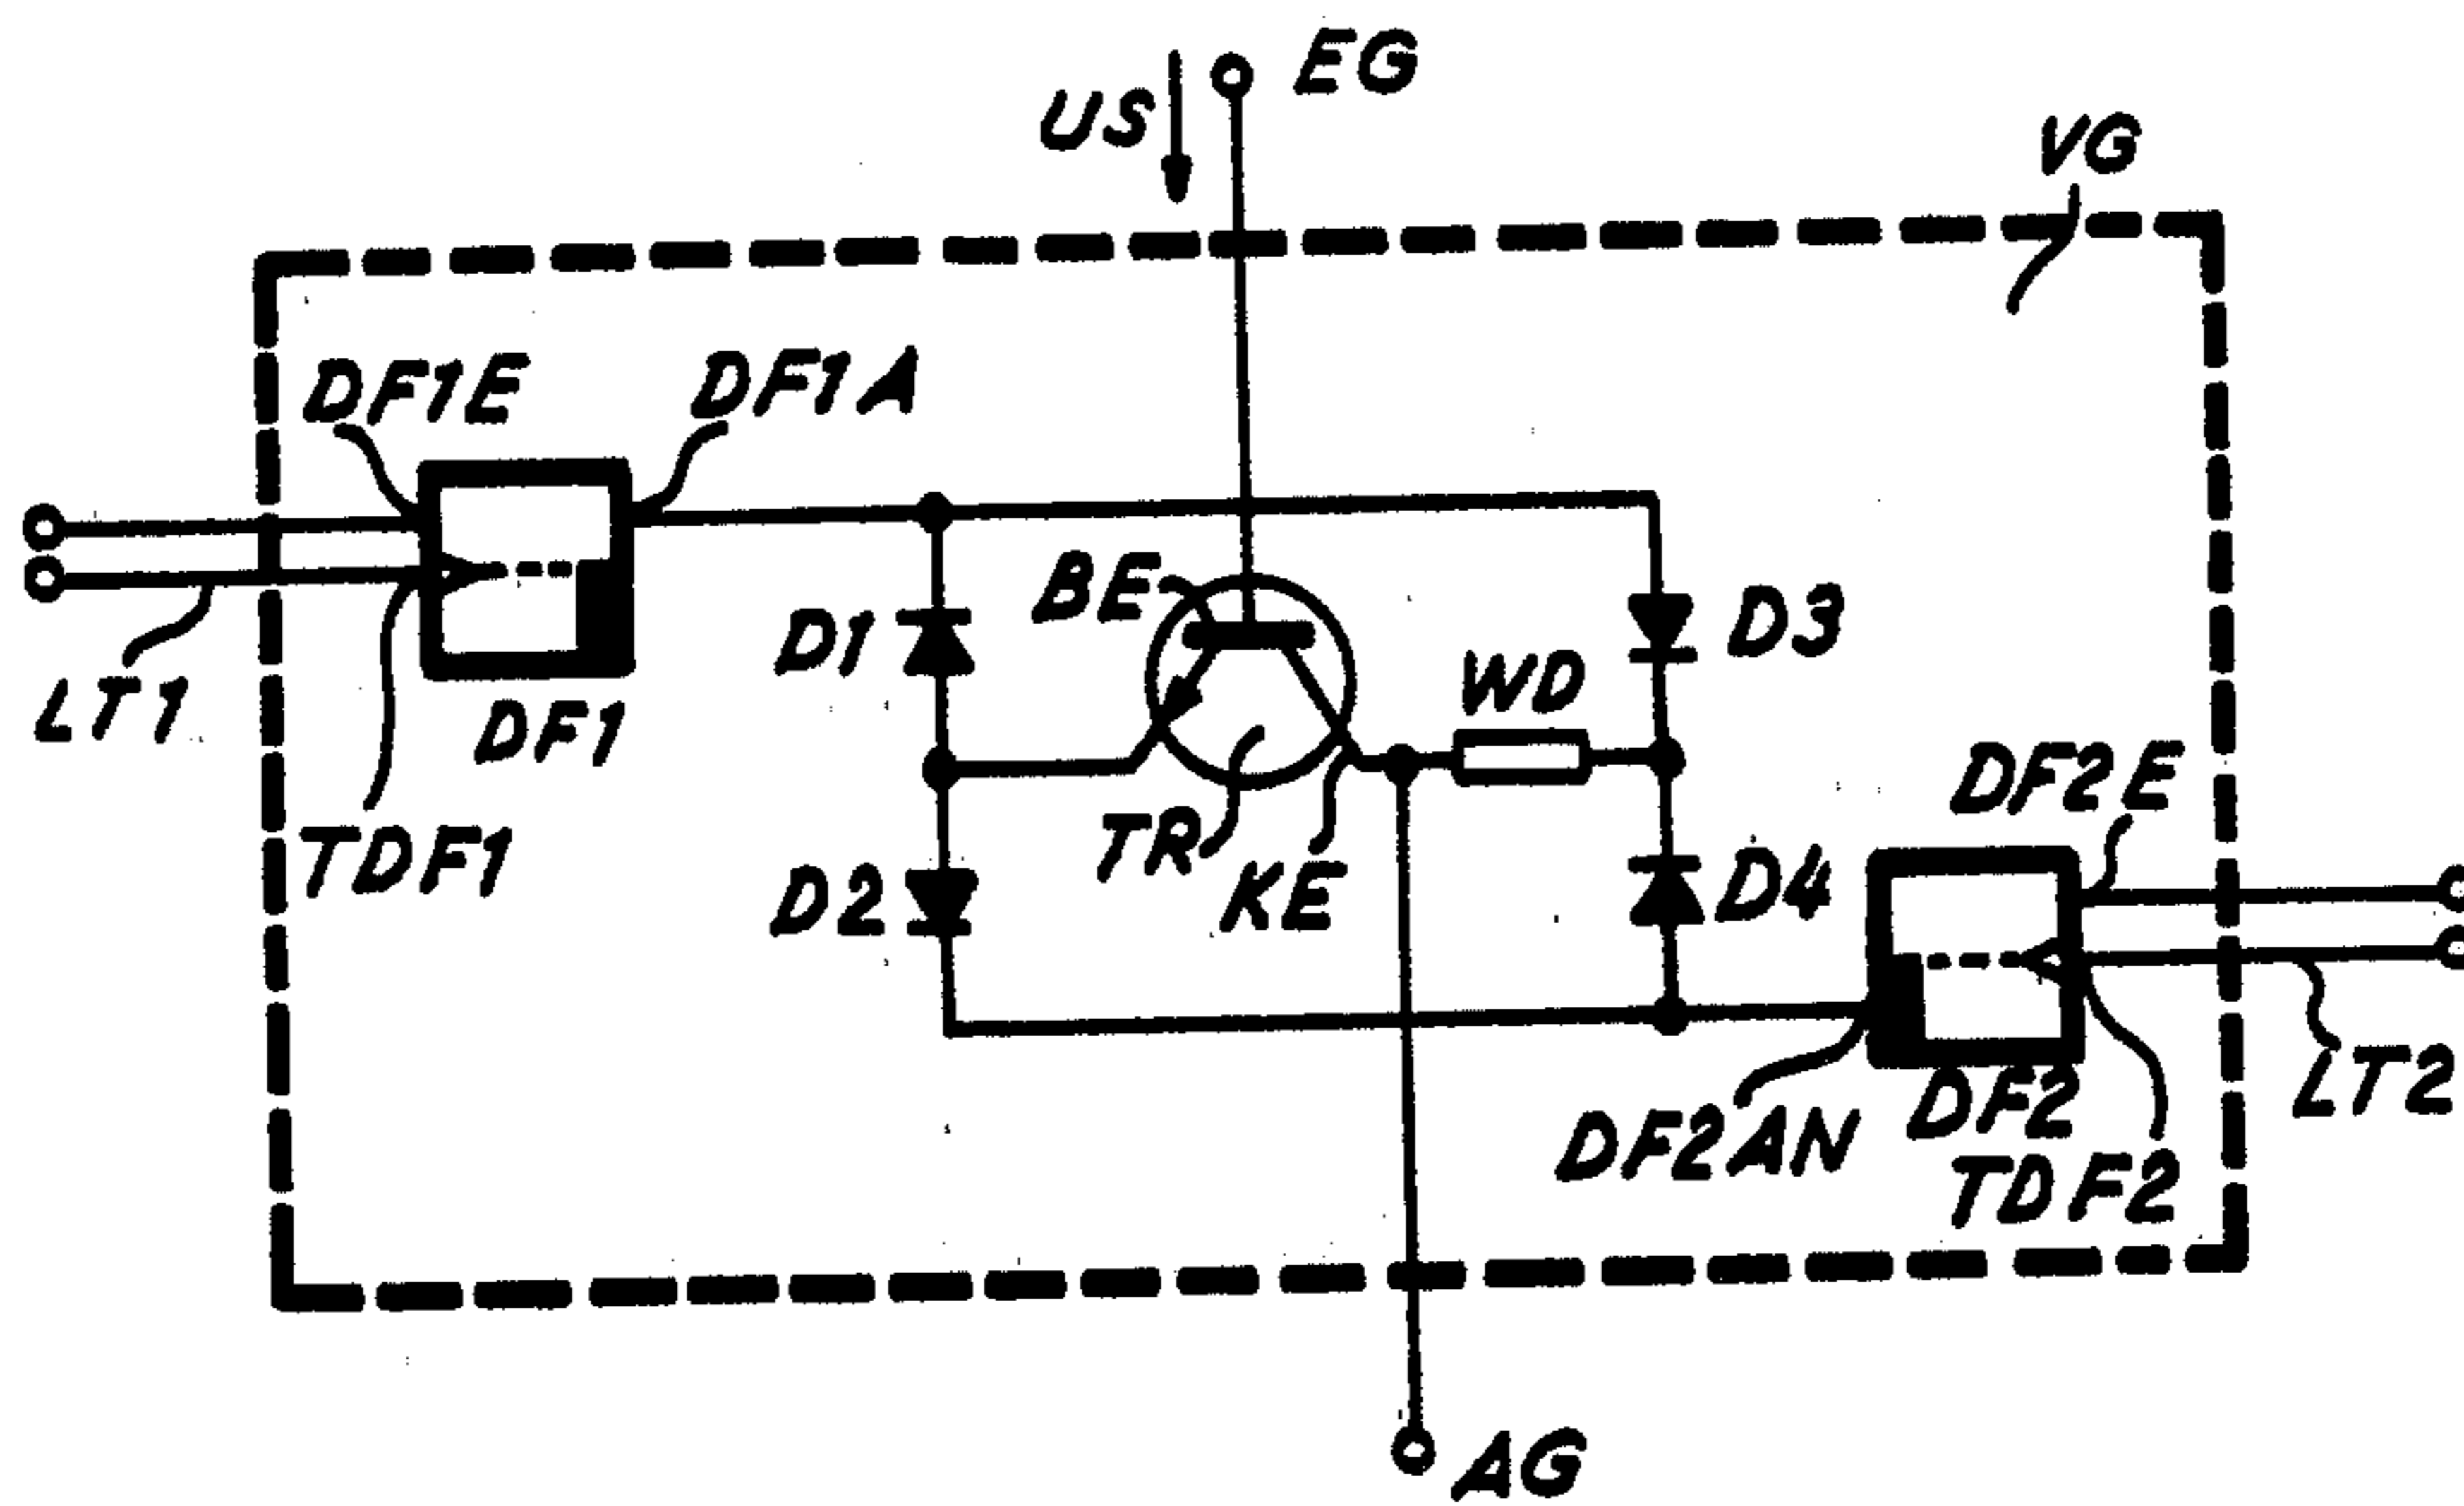 EG
US
VG
DF1E
DF1A
BE
D1
D3
WD
LT1
DF1
DF2E
TR
TDF1
KE
D2
D4
LT2
DF2
DF2AN
TDF2
AG